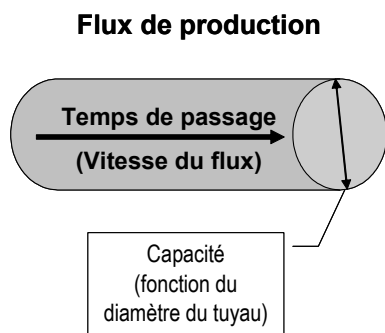 Flux de production
Temps de passage
(Vitesse du flux)
Capacité
(fonction du
diamètre du tuyau)